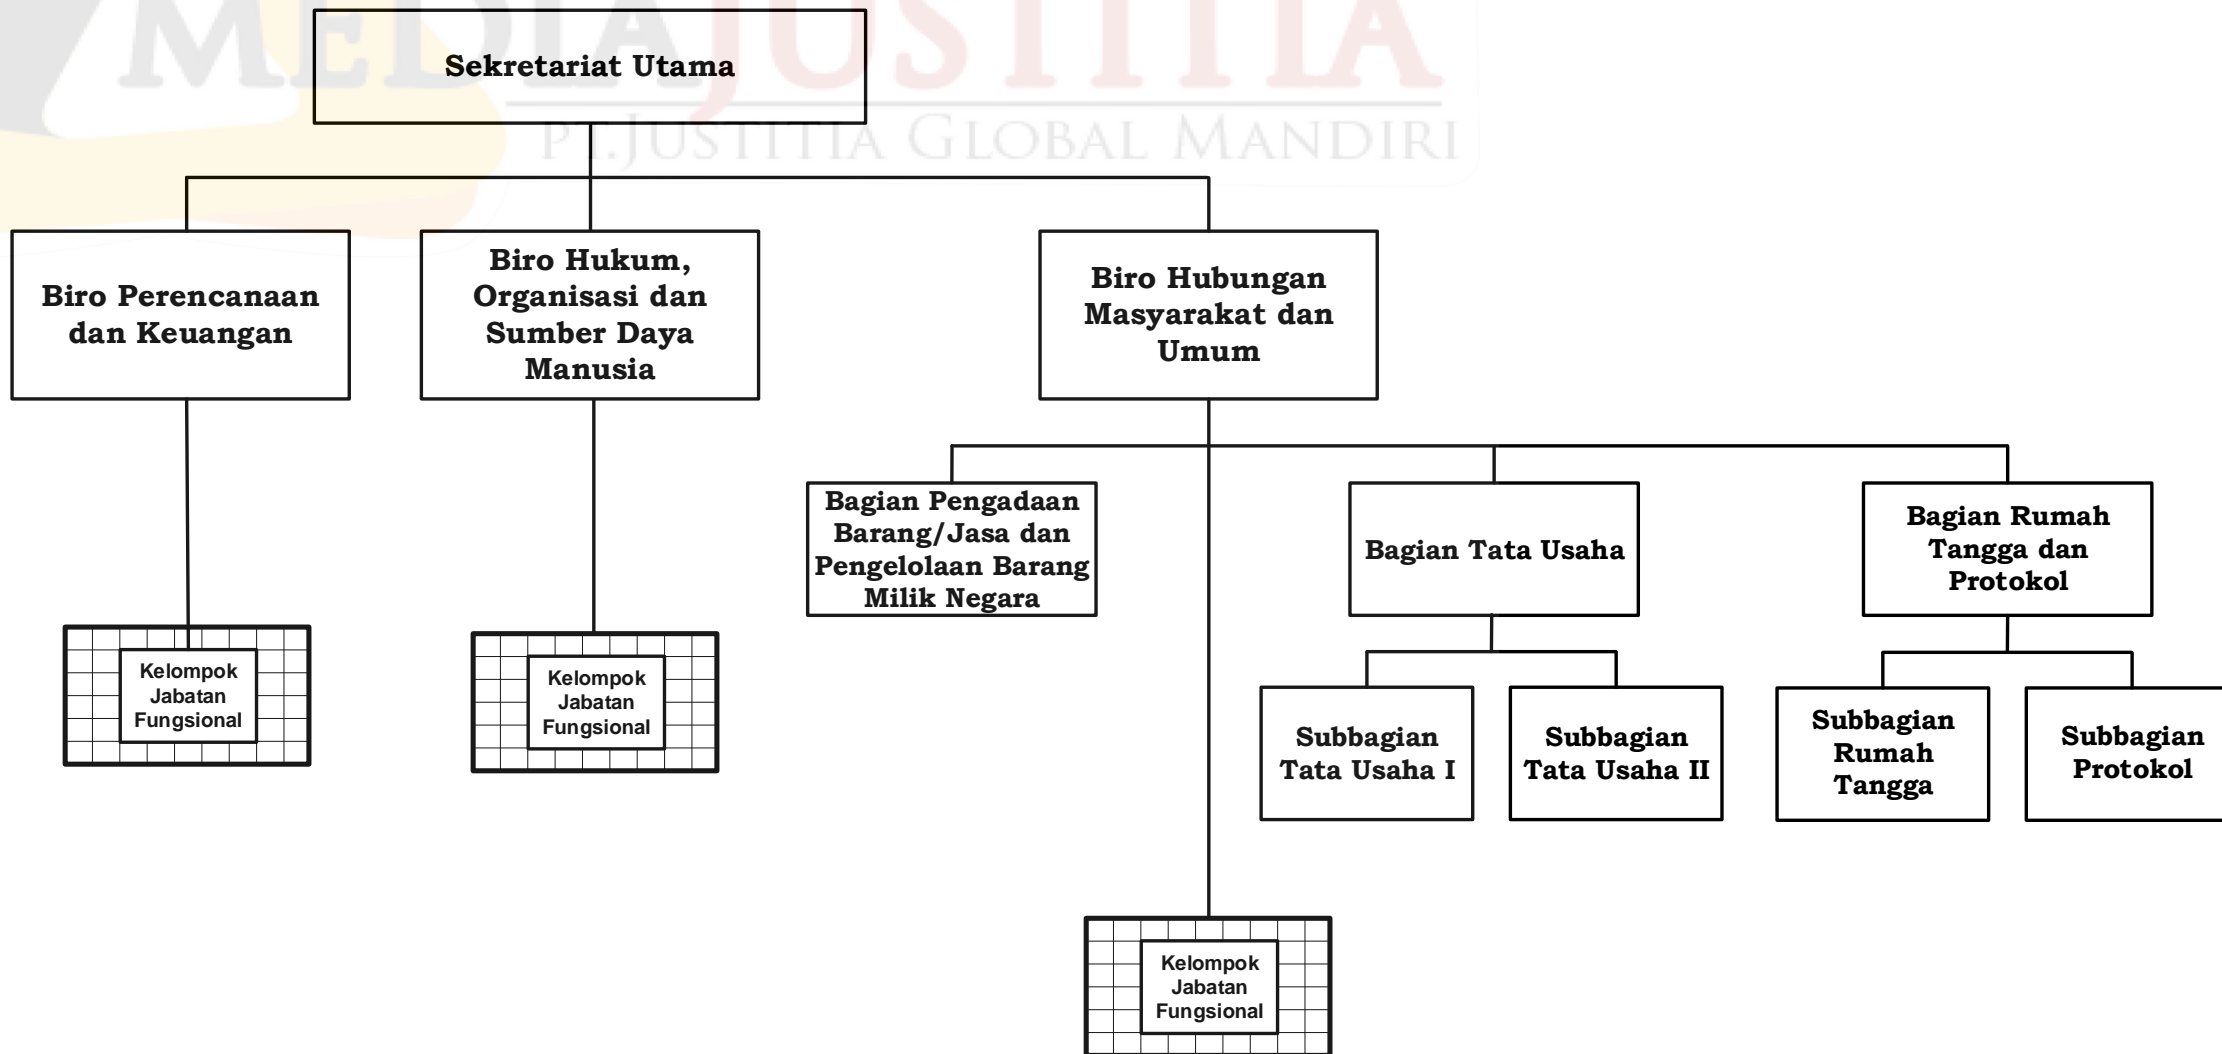 MEDIAJUSTITIA
Sekretariat Utama
PT.JUSTITIA GLOBAL MANDIRI
Biro Perencanaan
dan Keuangan
Biro Hukum,
Organisasi dan
Sumber Daya
Manusia
Biro Hubungan
Masyarakat dan
Umum
Bagian Pengadaan
Barang/Jasa dan
Pengelolaan Barang
Milik Negara
Bagian Tata Usaha
Bagian Rumah
Tangga dan
Protokol
Kelompok
Jabatan
Fungsional
Kelompok
Jabatan
Fungsional
Subbagian
Tata Usaha I
Subbagian
Tata Usaha II
Subbagian
Rumah
Tangga
Subbagian
Protokol
Kelompok
Jabatan
Fungsional